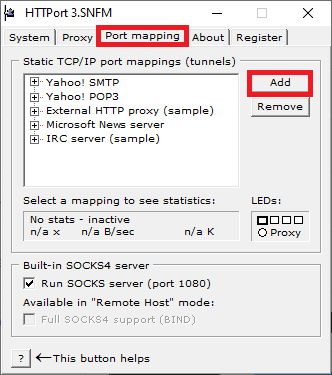 HTTPort 3.SNFM
System Proxy Port mapping About Register
Static TCP/IP port mappings (tunnels)
Yahoo! SMTP
Yahoo! POP3
External HTTP proxy (sample)
Microsoft News server
IRC server (sample)
Add
Remove
Select a mapping to see statistics:
No stats - inactive
n/a x n/a B/sec n/a K
LEDs:
Proxy
Built-in SOCKS4 server
Run SOCKS server (port 1080)
Available in "Remote Host" mode:
Full SOCKS4 support (BIND)
? ←This button helps